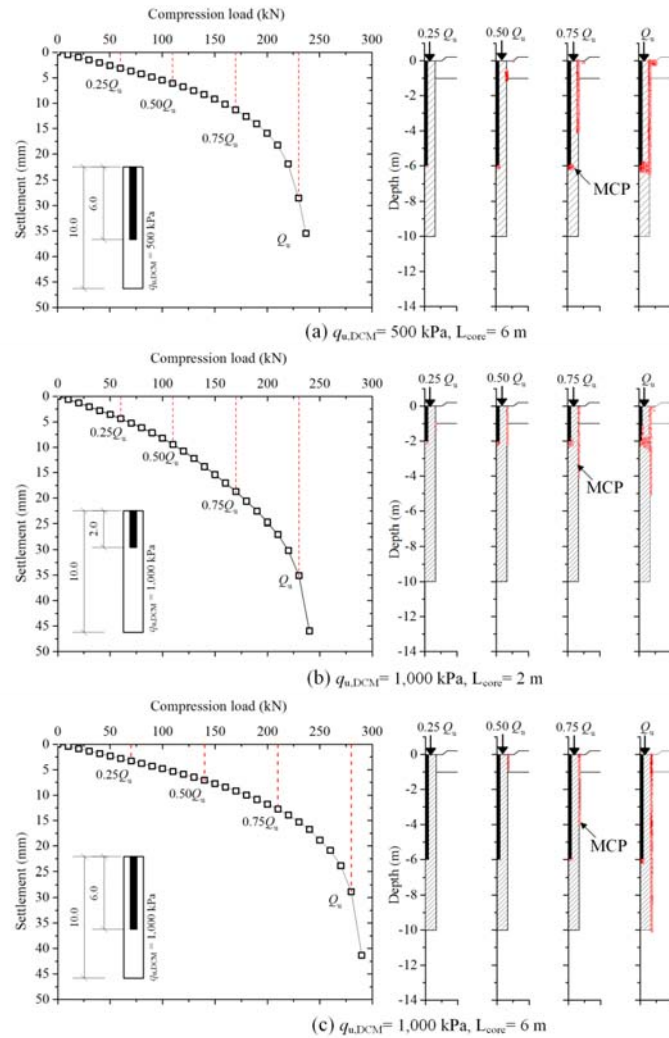 Compression load (kN)
0 50 100 150 200 250 300
0.25 Qu 0.50 Qu 0.75 Qu Qu
Settlement (mm)
0
5
10
15
20
25
30
35
40
45
50
0.25Qu
0.50Qu
0.75Qu
Qu
10.0
6.0
qu,DCM = 500 kPa
Depth (m)
0
-2
-4
-6
-8
-10
-12
-14
MCP
(a) qu,DCM= 500 kPa, Lcore= 6 m
Compression load (kN)
0 50 100 150 200 250 300
0.25 Qu 0.50 Qu 0.75 Qu Qu
Settlement (mm)
0
5
10
15
20
25
30
35
40
45
50
0.25Qu
0.50Qu
0.75Qu
Qu
10.0
2.0
qu,DCM = 1,000 kPa
Depth (m)
0
-2
-4
-6
-8
-10
-12
-14
MCP
(b) qu,DCM= 1,000 kPa, Lcore= 2 m
Compression load (kN)
0 50 100 150 200 250 300
0.25 Qu 0.50 Qu 0.75 Qu Qu
Settlement (mm)
0
5
10
15
20
25
30
35
40
45
50
0.25Qu
0.50Qu
0.75Qu
Qu
10.0
6.0
qu,DCM = 1,000 kPa
Depth (m)
0
-2
-4
-6
-8
-10
-12
-14
MCP
(c) qu,DCM= 1,000 kPa, Lcore= 6 m